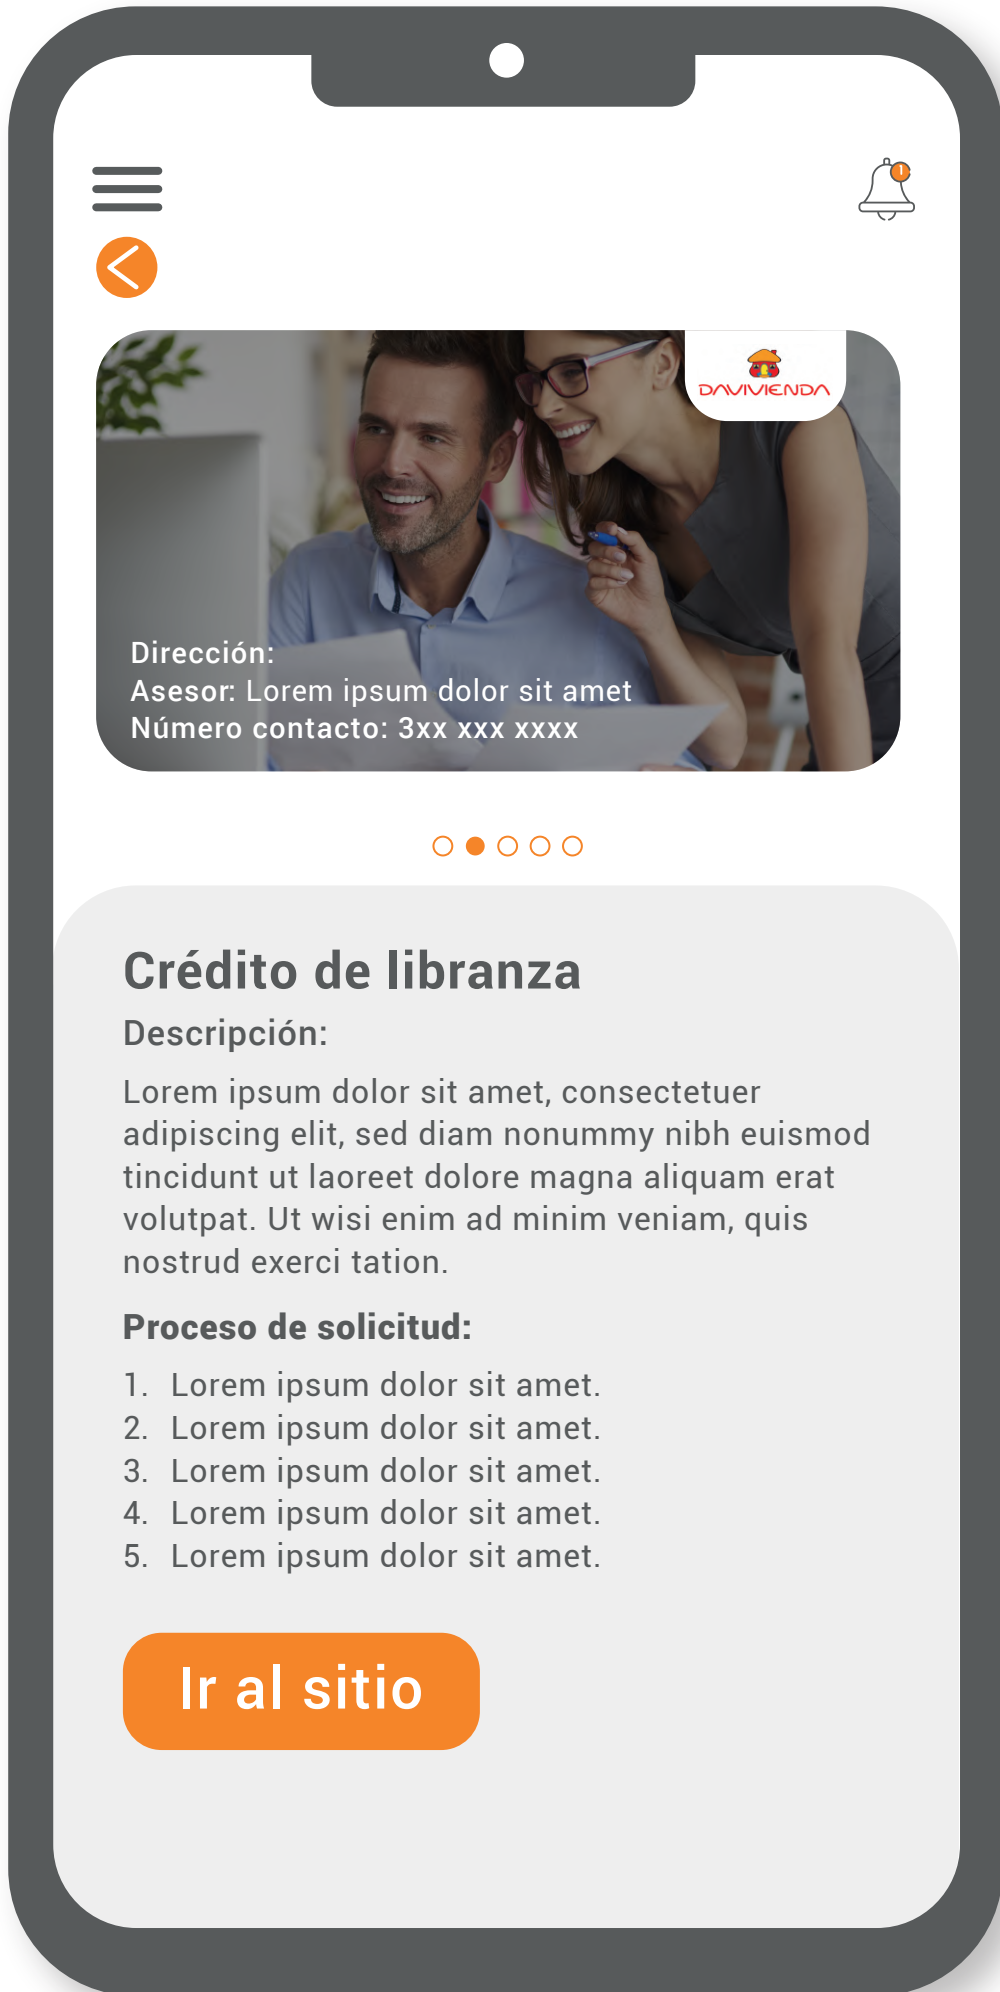 DAVIVIENDA
Dirección:
Asesor: Lorem ipsum dolor sit amet
Número contacto: 3xx xxx xxxx
Crédito de libranza
Descripción:
Lorem ipsum dolor sit amet, consectetuer
adipiscing elit, sed diam nonummy nibh euismod
tincidunt ut laoreet dolore magna aliquam erat
volutpat. Ut wisi enim ad minim veniam, quis
nostrud exerci tation.
Proceso de solicitud:
1. Lorem ipsum dolor sit amet.
2. Lorem ipsum dolor sit amet.
3. Lorem ipsum dolor sit amet.
4. Lorem ipsum dolor sit amet.
5. Lorem ipsum dolor sit amet.
Ir al sitio